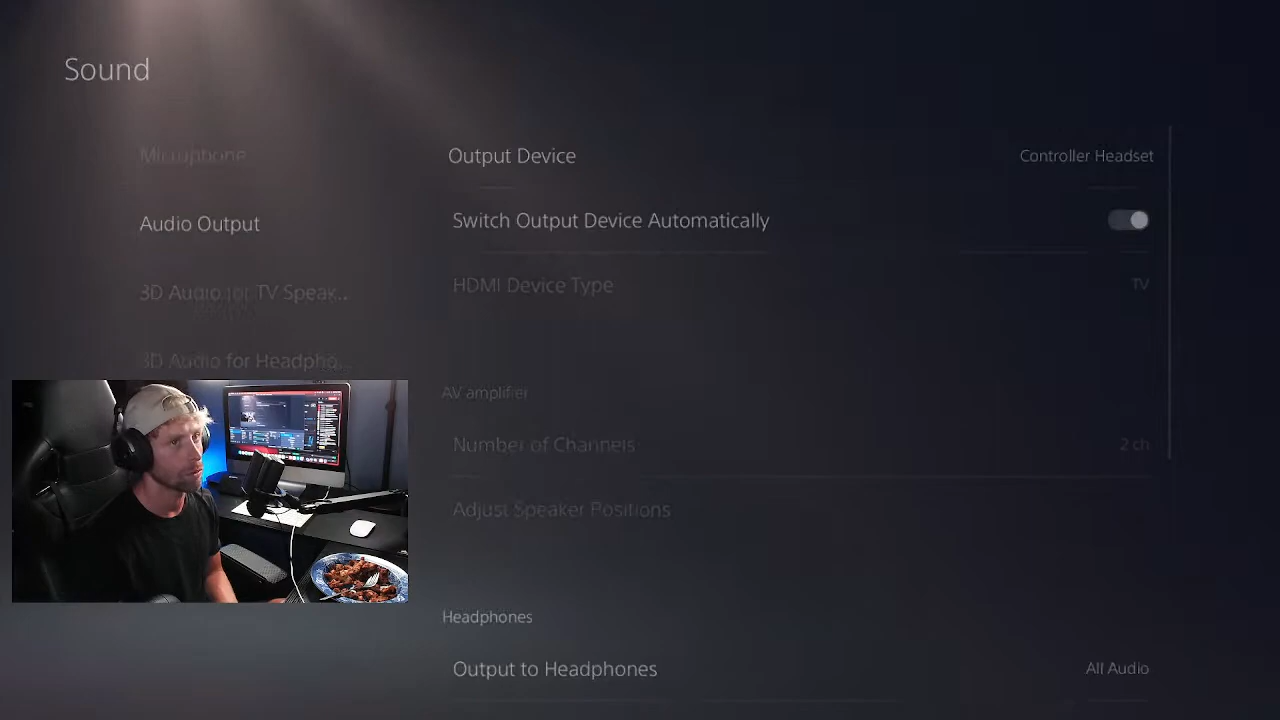 Sound
Microphone
Audio Output
3D Audio for TV Speak...
3D Audio for Headpho...
Output Device
Controller Headset
Switch Output Device Automatically
HDMI Device Type
TV
AV amplifier
Number of Channels
2 ch
Adjust Speaker Positions
Headphones
Output to Headphones
All Audio